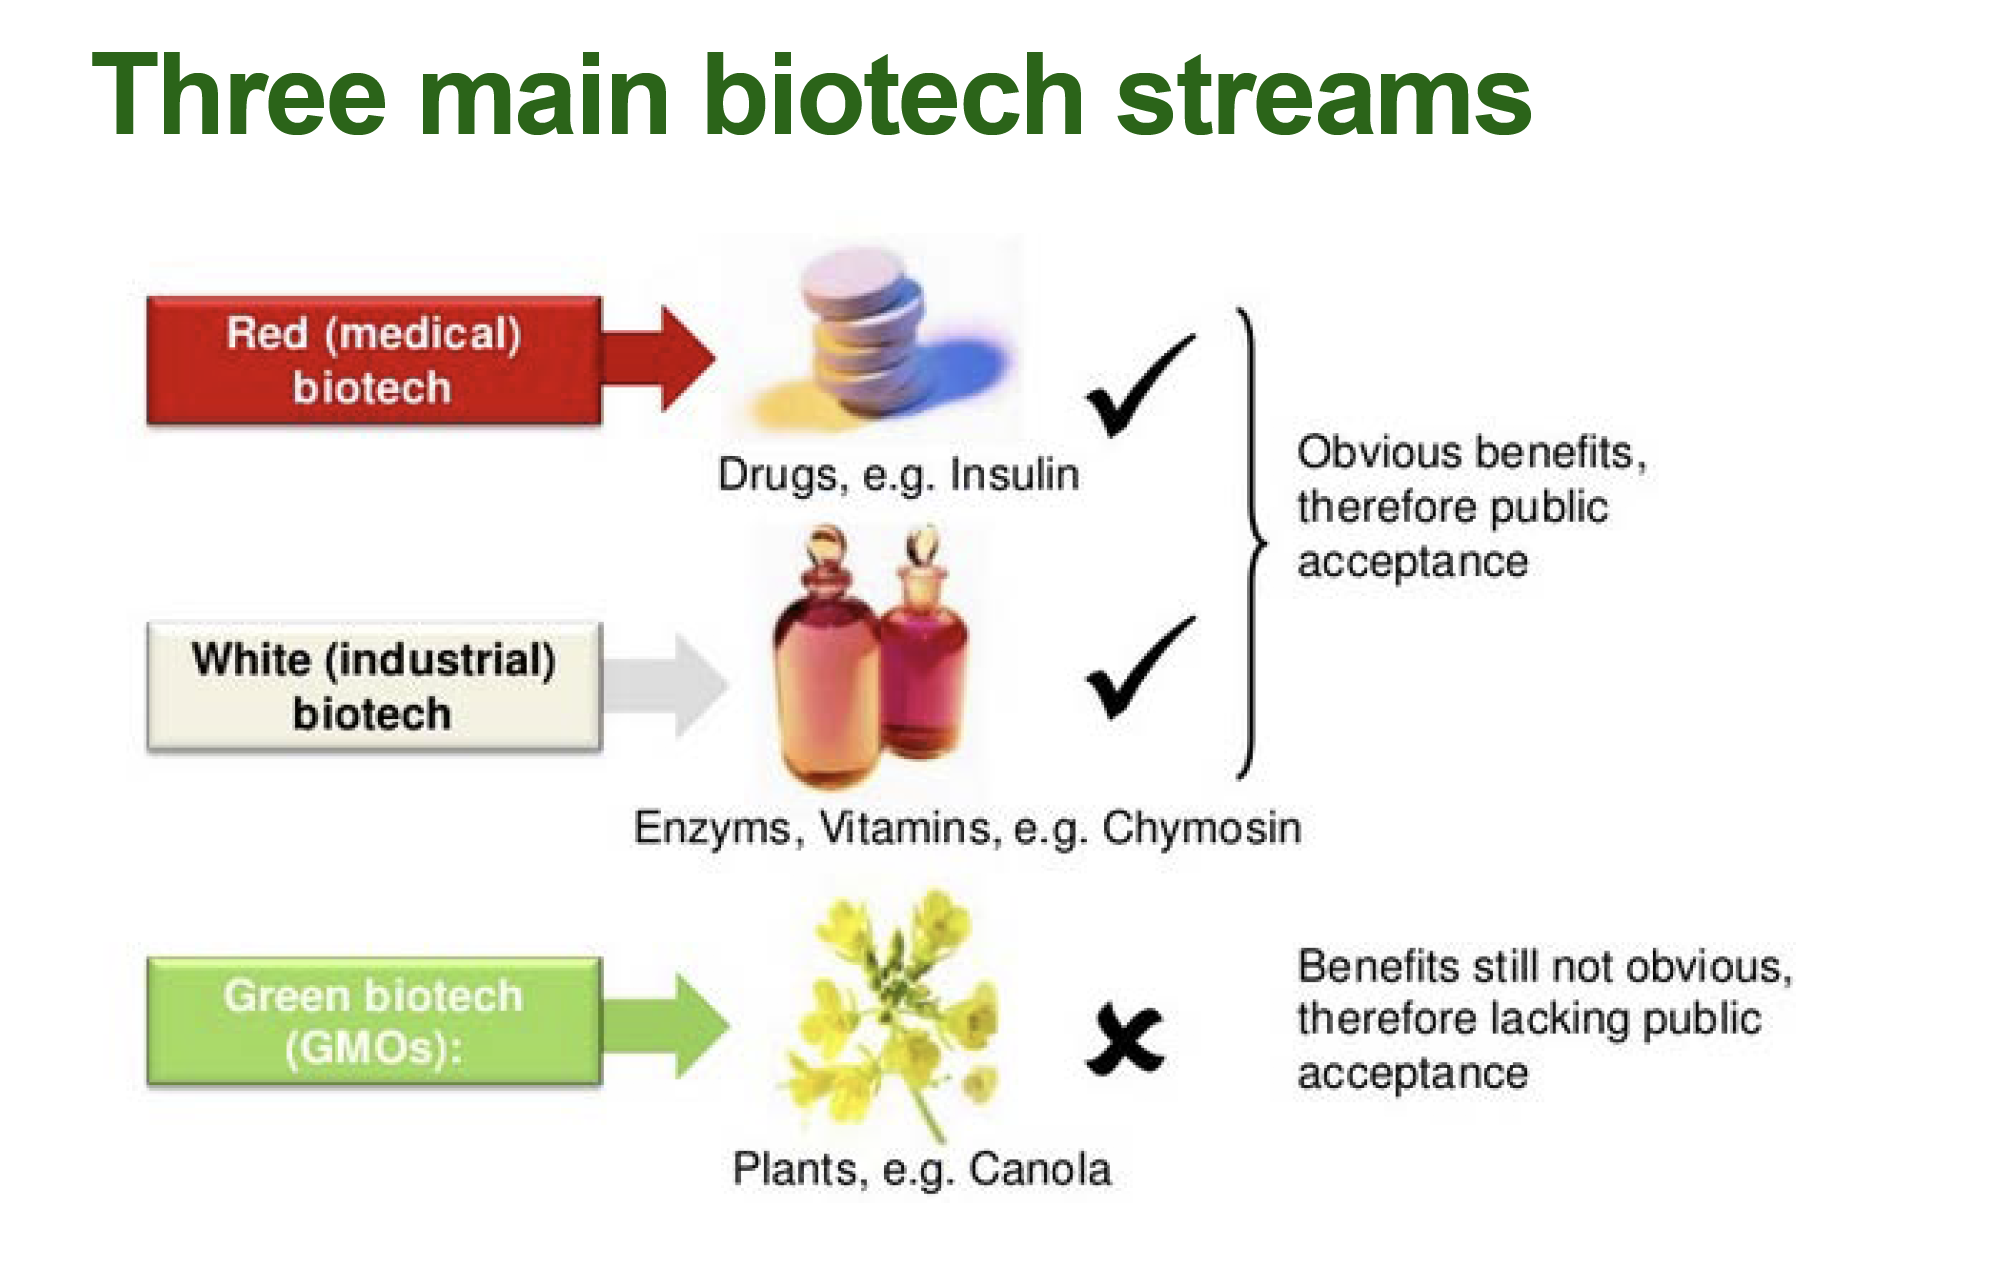 Three main biotech streams
Red (medical)
biotech
Drugs, e.g. Insulin
Obvious benefits,
therefore public
acceptance
White (industrial)
biotech
Enzyms, Vitamins, e.g. Chymosin
Green biotech
(GMOs):
Plants, e.g. Canola
Benefits still not obvious,
therefore lacking public
acceptance